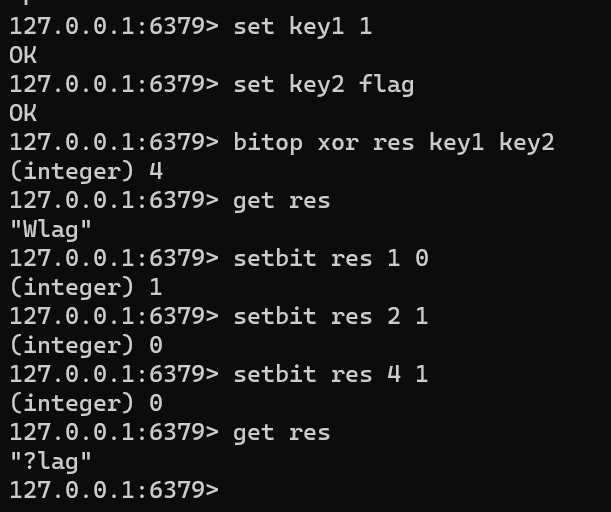 127.0.0.1:6379> set key1 1
OK
127.0.0.1:6379> set key2 flag
OK
127.0.0.1:6379> bitop xor res key1 key2
(integer) 4
127.0.0.1:6379> get res
"Wlag"
127.0.0.1:6379> setbit res 1 0
(integer) 1
127.0.0.1:6379> setbit res 2 1
(integer) 0
127.0.0.1:6379> setbit res 4 1
(integer) 0
127.0.0.1:6379> get res
"?lag"
127.0.0.1:6379>